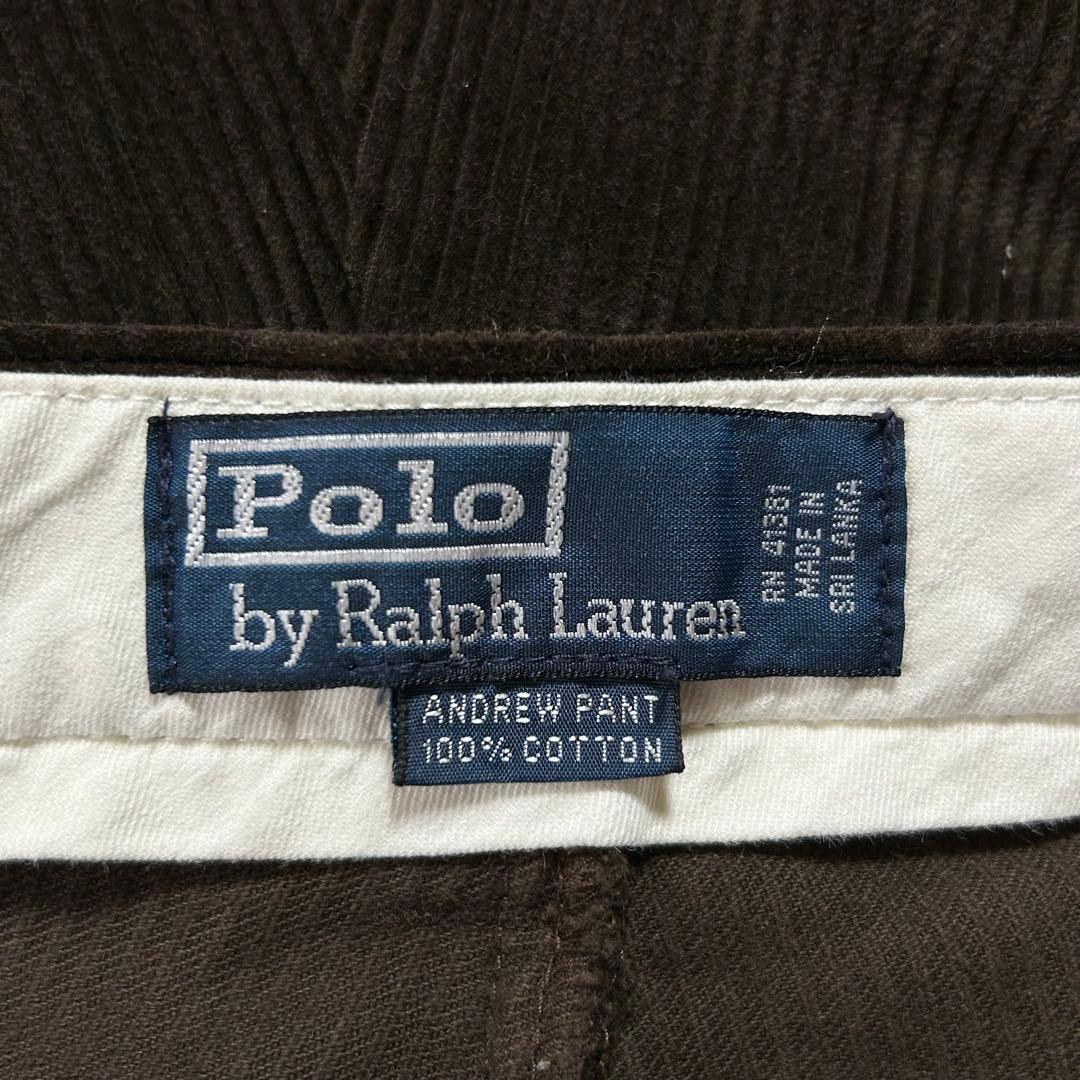 Polo
by Ralph Lauren
RN 41381
MADE IN
SRI LANKA
ANDREW PANT
100% COTTON